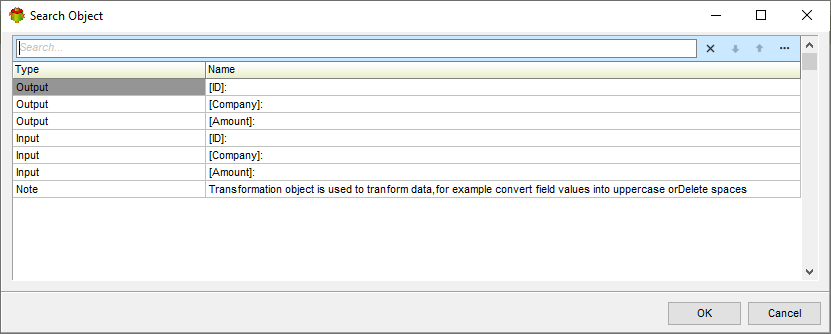 Search Object
Search...
Type Name
Output [ID]:
Output [Company]:
Output [Amount]:
Input [ID]:
Input [Company]:
Input [Amount]:
Note Transformation object is used to tranform data,for example convert field values into uppercase orDelete spaces
OK Cancel